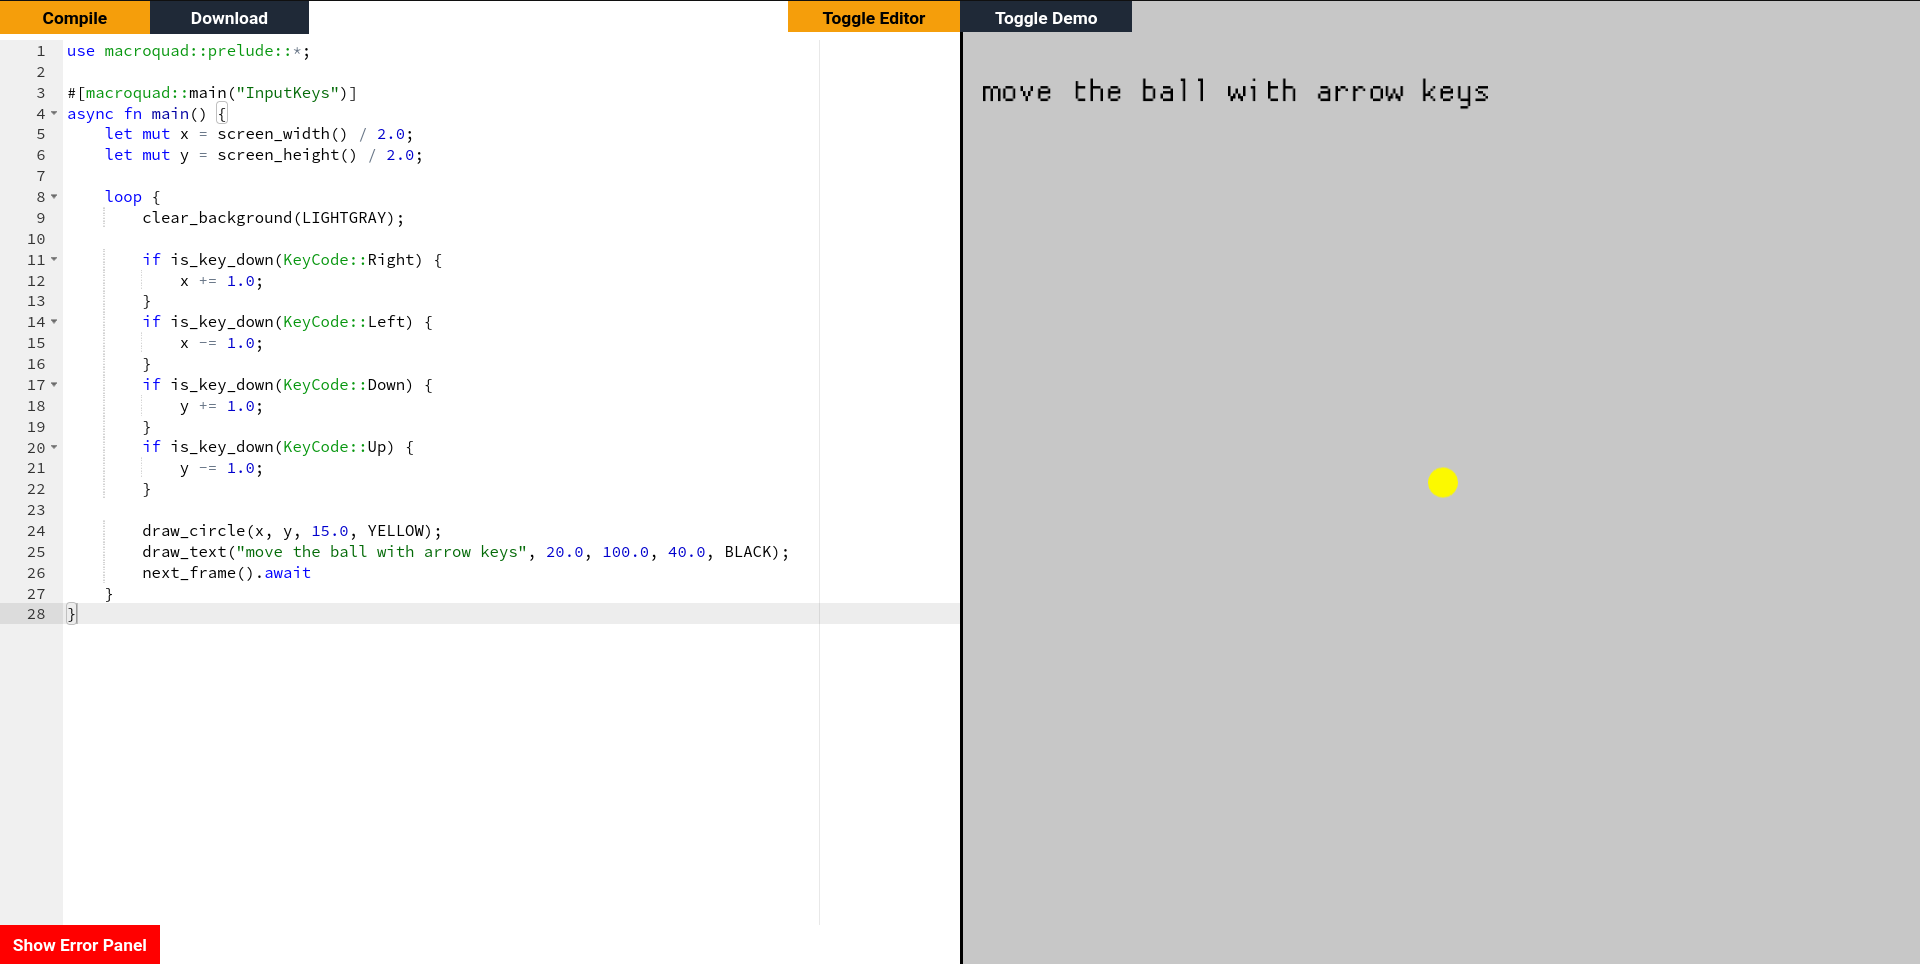 Compile Download Toggle Editor Toggle Demo
1 use macroquad::prelude::*;
2
3 #[macroquad::main("InputKeys")]
4 async fn main() {
5     let mut x = screen_width() / 2.0;
6     let mut y = screen_height() / 2.0;
7
8     loop {
9         clear_background(LIGHTGRAY);
10
11         if is_key_down(KeyCode::Right) {
12             x += 1.0;
13         }
14         if is_key_down(KeyCode::Left) {
15             x -= 1.0;
16         }
17         if is_key_down(KeyCode::Down) {
18             y += 1.0;
19         }
20         if is_key_down(KeyCode::Up) {
21             y -= 1.0;
22         }
23
24         draw_circle(x, y, 15.0, YELLOW);
25         draw_text("move the ball with arrow keys", 20.0, 100.0, 40.0, BLACK);
26         next_frame().await
27     }
28 }
Show Error Panel
move the ball with arrow keys